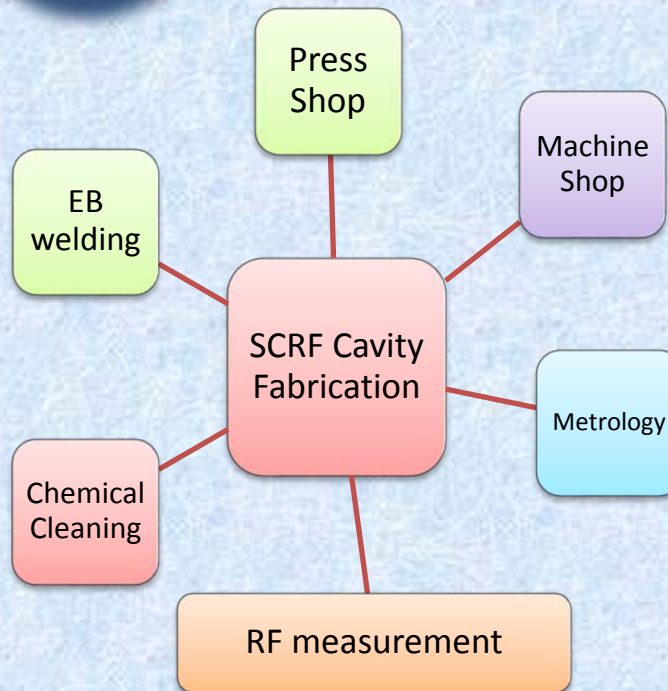 Press
Shop
Machine
Shop
EB
welding
SCRF Cavity
Fabrication
Metrology
Chemical
Cleaning
RF measurement